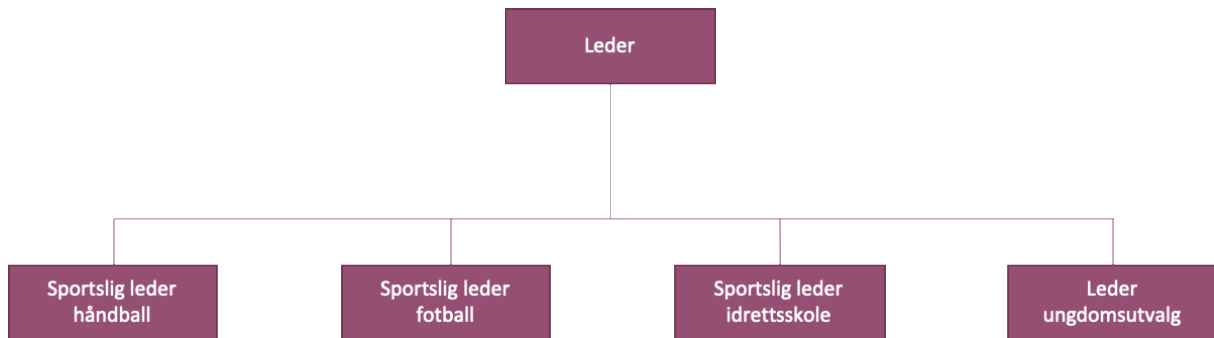 Leder
Sportslig leder
håndball
Sportslig leder
fotball
Sportslig leder
idrettsskole
Leder
ungdomsutvalg